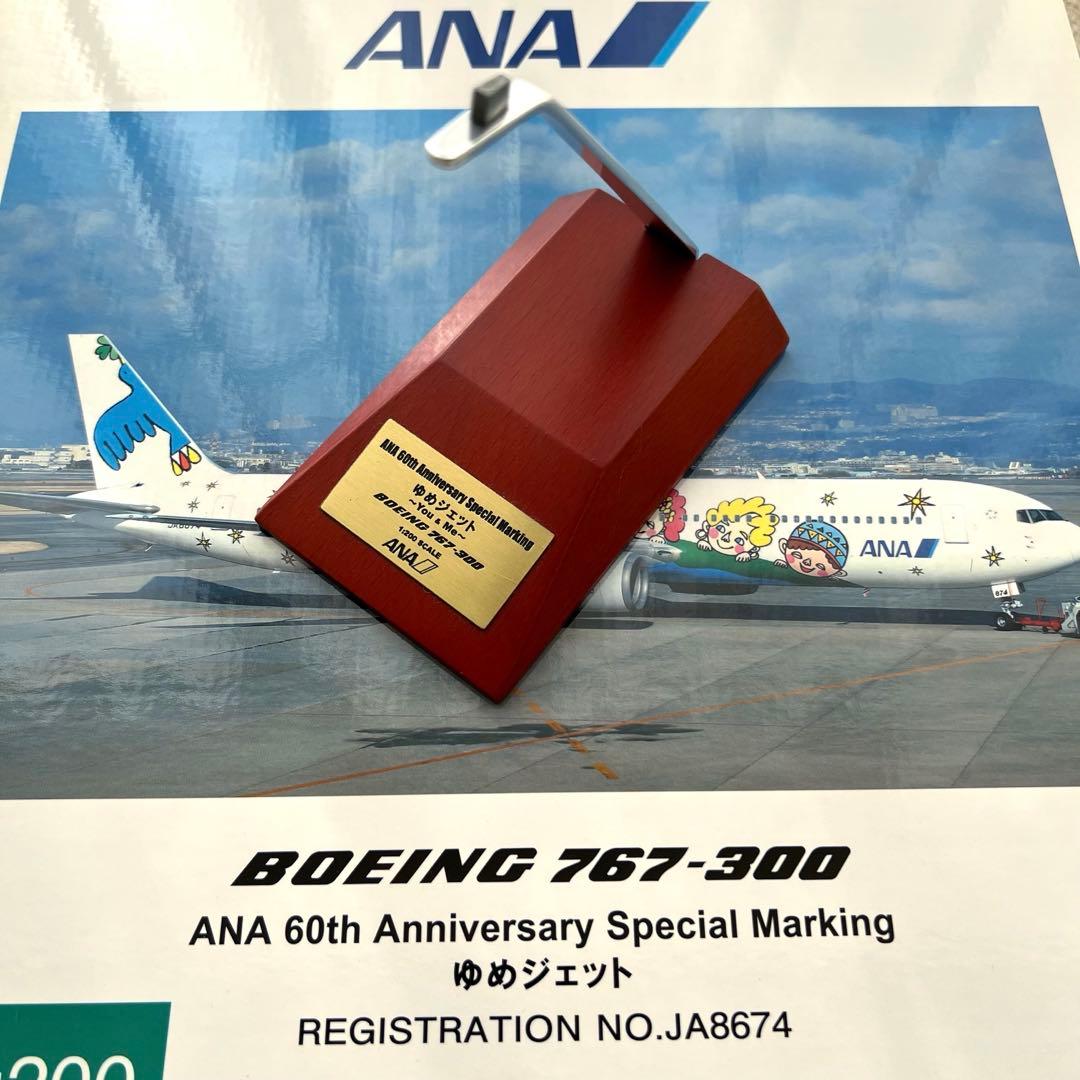 ANA
ANA 60th Anniversary Special Marking
ゆめジェット
~You & Me~
BOEING 767-300
1:200 SCALE
ANA
ANA
874
BOEING 767-300
ANA 60th Anniversary Special Marking
ゆめジェット
REGISTRATION NO.JA8674